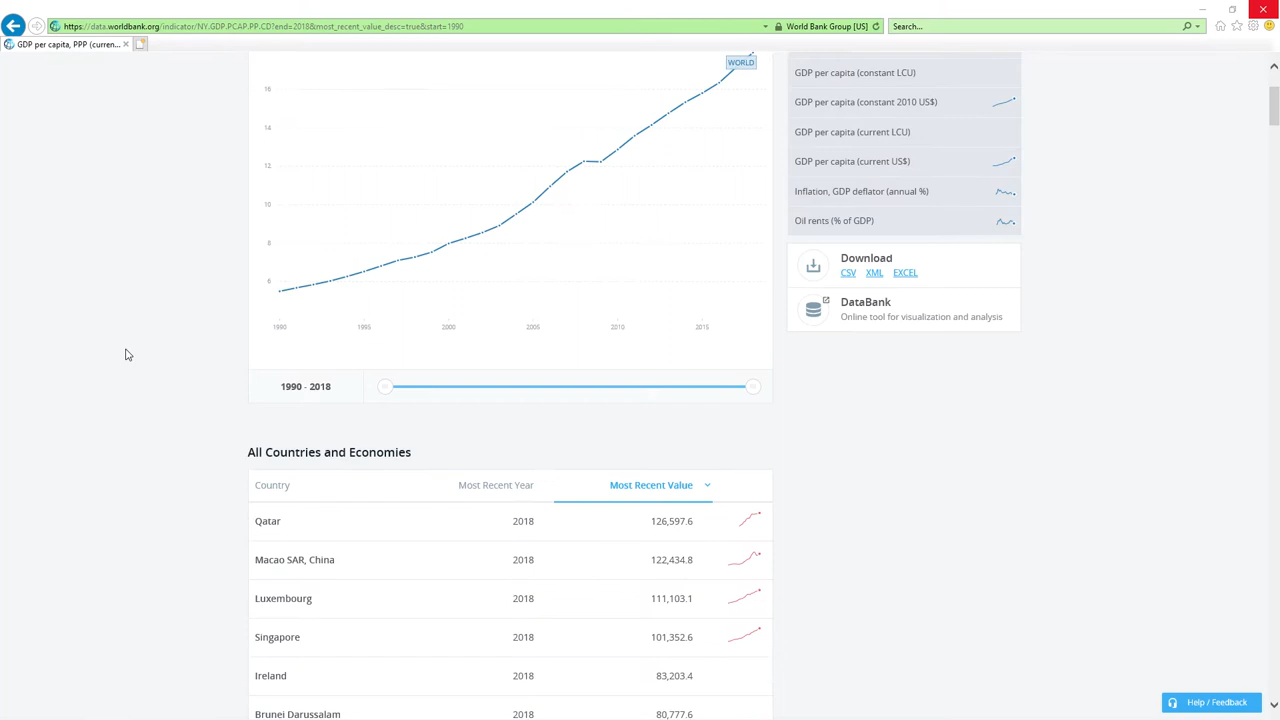 https://data.worldbank.org/indicator/NY.GDP.PCAP.PP.CD?end=2018&most_recent_value_desc=true&start=1990
World Bank Group [US]
Search...
GDP per capita, PPP (curren...
WORLD
16
14
12
10
8
6
1990
1995
2000
2005
2010
2015
1990 - 2018
GDP per capita (constant LCU)
GDP per capita (constant 2010 US$)
GDP per capita (current LCU)
GDP per capita (current US$)
Inflation, GDP deflator (annual %)
Oil rents (% of GDP)
Download
CSV XML EXCEL
DataBank
Online tool for visualization and analysis
All Countries and Economies
Country Most Recent Year Most Recent Value
Qatar 2018 126,597.6
Macao SAR, China 2018 122,434.8
Luxembourg 2018 111,103.1
Singapore 2018 101,352.6
Ireland 2018 83,203.4
Brunei Darussalam 2018 80,777.6
Help / Feedback